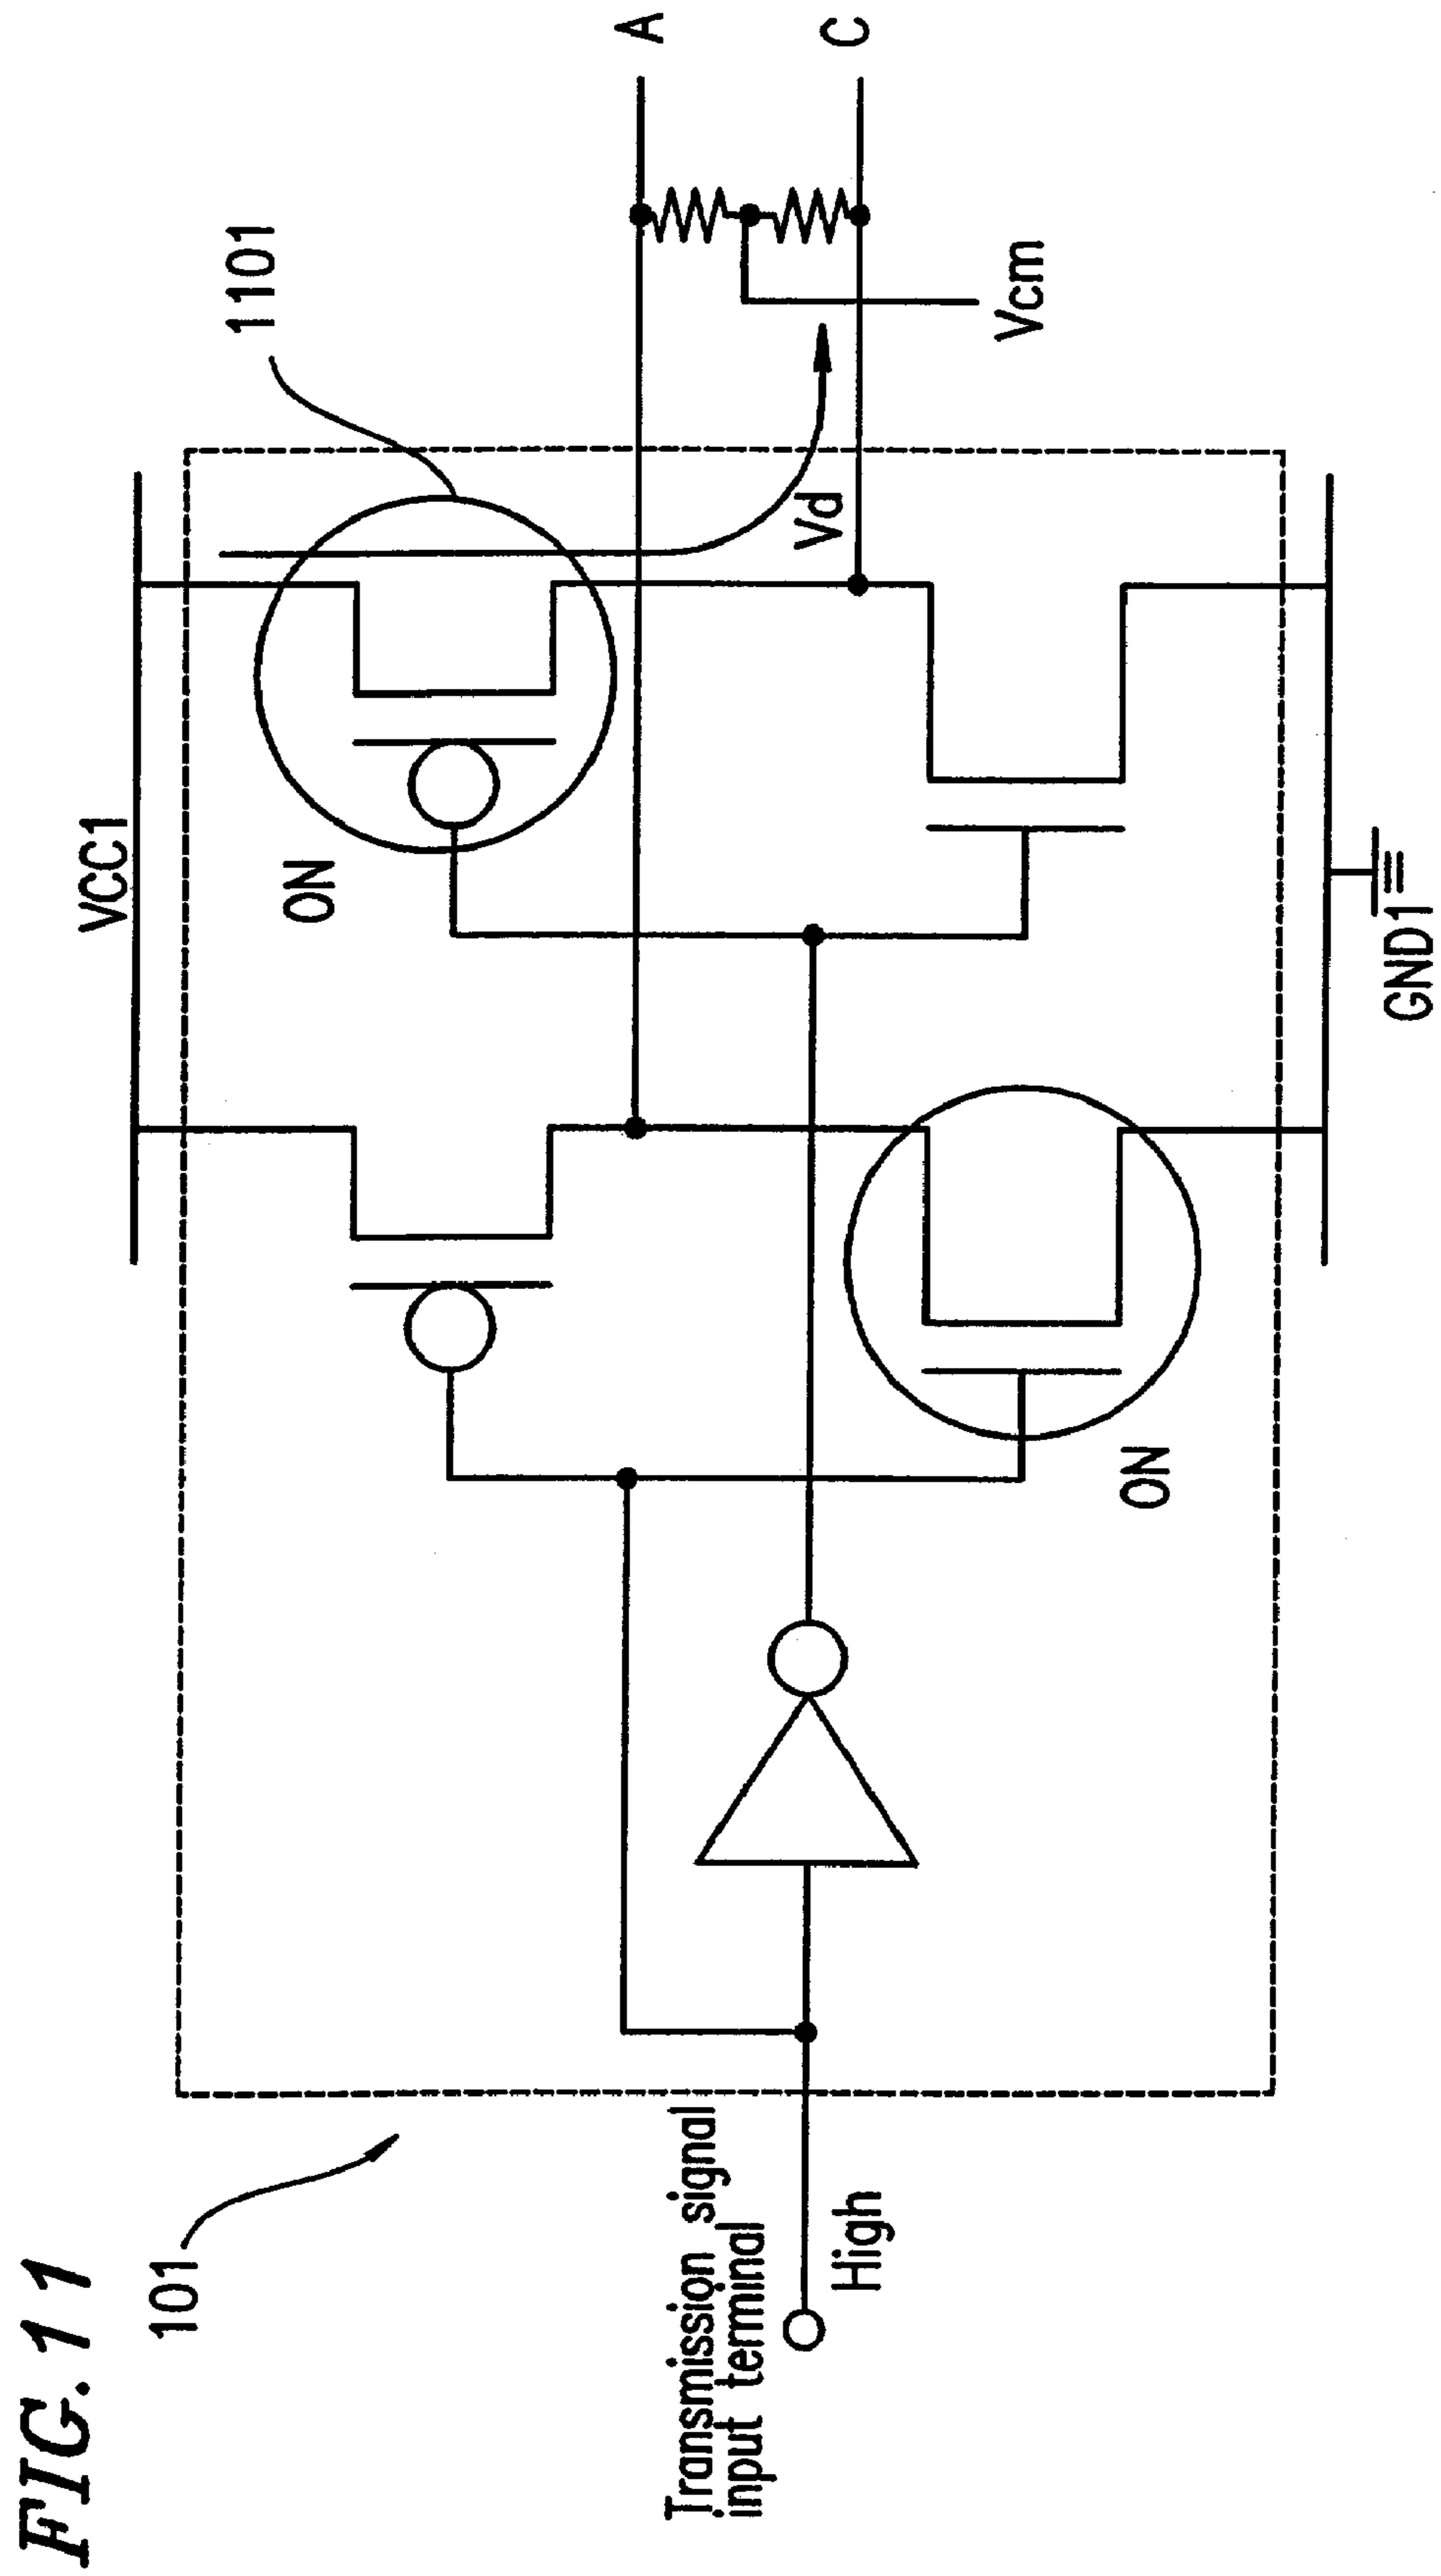 FIG.11
101
VCC1
1101
ON
A
C
Vd
Vcm
Transmission signal
input terminal
High
ON
GND1